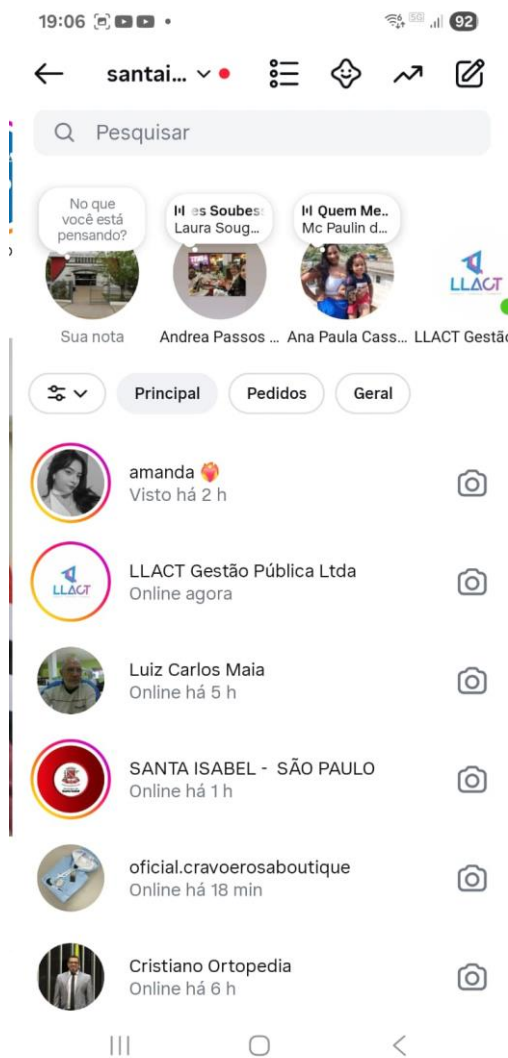 19:06
5G
92
santai...
Pesquisar
No que
você está
pensando?
es Soubes
Laura Soug...
Quem Me..
Mc Paulin d...
LLACT
Sua nota
Andrea Passos ...
Ana Paula Cass...
LLACT Gestão
Principal
Pedidos
Geral
amanda
Visto há 2 h
LLACT
LLACT Gestão Pública Ltda
Online agora
Luiz Carlos Maia
Online há 5 h
SANTA ISABEL - SÃO PAULO
Online há 1 h
oficial.cravoerosaboutique
Online há 18 min
Cristiano Ortopedia
Online há 6 h